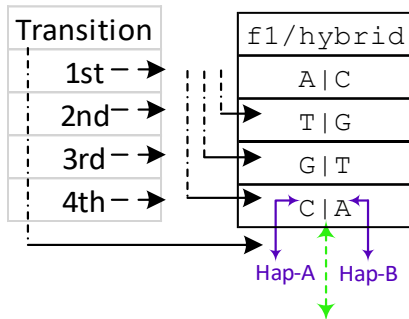 Transition
1st
2nd
3rd
4th
f1/hybrid
A|C
T|G
G|T
C|A
Hap-A
Hap-B